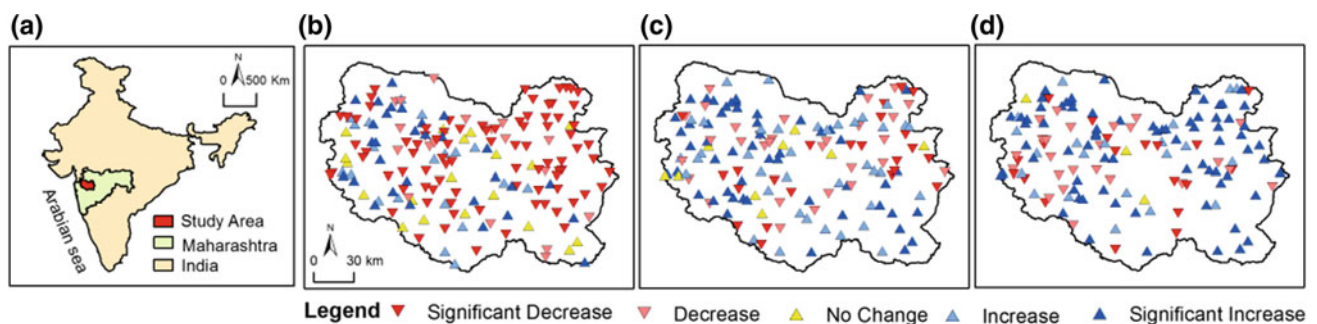 (a)
(b)
(c)
(d)
N
0 500 Km
Arabian sea
Study Area
Maharashtra
India
N
0 30 km
Legend Significant Decrease Decrease No Change Increase Significant Increase